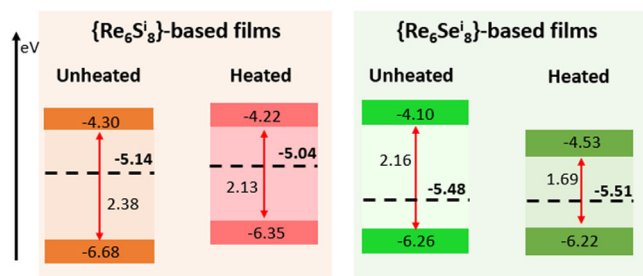 eV
{Re₆Sⁱ₈}-based films
Unheated
Heated
-4.30
-5.14
2.38
-6.68
-4.22
-5.04
2.13
-6.35
{Re₆Seⁱ₈}-based films
Unheated
Heated
-4.10
2.16
-5.48
-6.26
-4.53
1.69
-5.51
-6.22